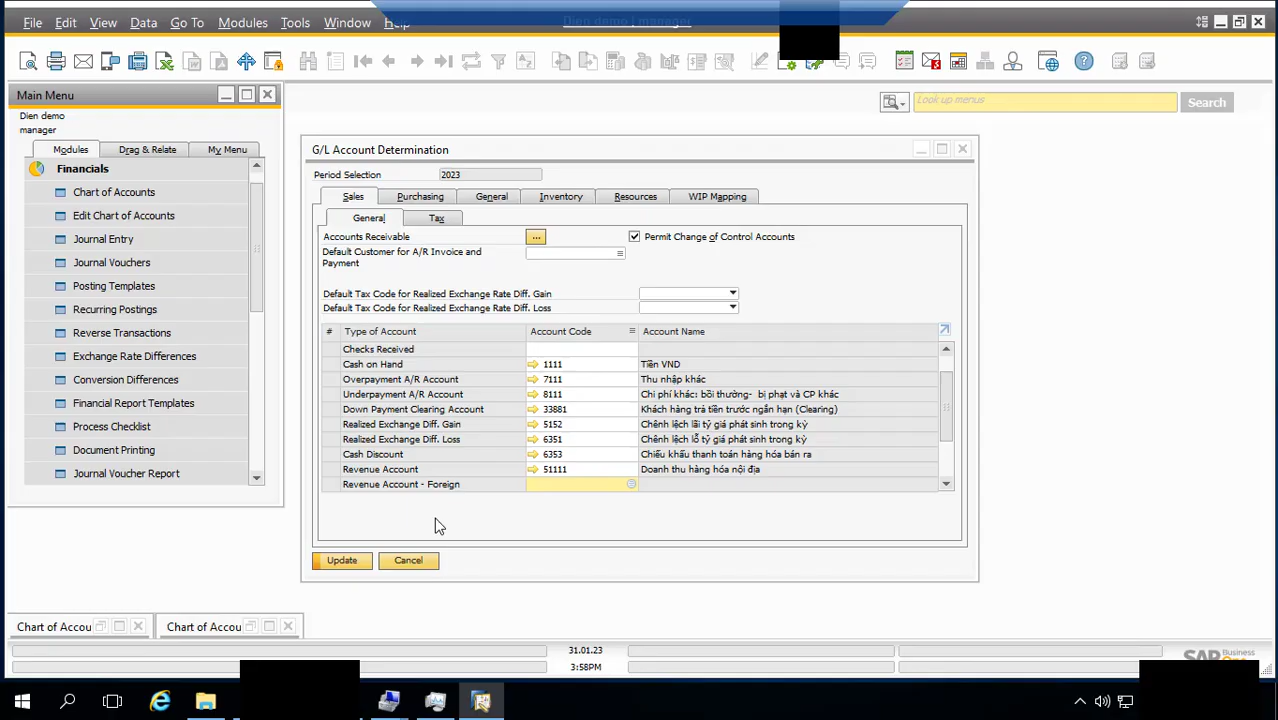 Dien demo | manager
File Edit View Data Go To Modules Tools Window Help
Look up menus
Search
Main Menu
Dien demo
manager
Modules Drag & Relate My Menu
Financials
Chart of Accounts
Edit Chart of Accounts
Journal Entry
Journal Vouchers
Posting Templates
Recurring Postings
Reverse Transactions
Exchange Rate Differences
Conversion Differences
Financial Report Templates
Process Checklist
Document Printing
Journal Voucher Report
G/L Account Determination
Period Selection 2023
Sales Purchasing General Inventory Resources WIP Mapping
General Tax
Accounts Receivable ... Permit Change of Control Accounts
Default Customer for A/R Invoice and
Payment
Default Tax Code for Realized Exchange Rate Diff. Gain
Default Tax Code for Realized Exchange Rate Diff. Loss
# Type of Account Account Code Account Name
Checks Received
Cash on Hand 1111 Tiền VND
Overpayment A/R Account 7111 Thu nhập khác
Underpayment A/R Account 8111 Chi phí khác: bồi thường- bị phạt và CP khác
Down Payment Clearing Account 33881 Khách hàng trả tiền trước ngắn hạn (Clearing)
Realized Exchange Diff. Gain 5152 Chênh lệch lãi tỷ giá phát sinh trong kỳ
Realized Exchange Diff. Loss 6351 Chênh lệch lỗ tỷ giá phát sinh trong kỳ
Cash Discount 6353 Chiếu khấu thanh toán hàng hóa bán ra
Revenue Account 51111 Doanh thu hàng hóa nội địa
Revenue Account - Foreign
Update Cancel
Chart of Accou Chart of Accou
31.01.23
3:58PM
SAP Business